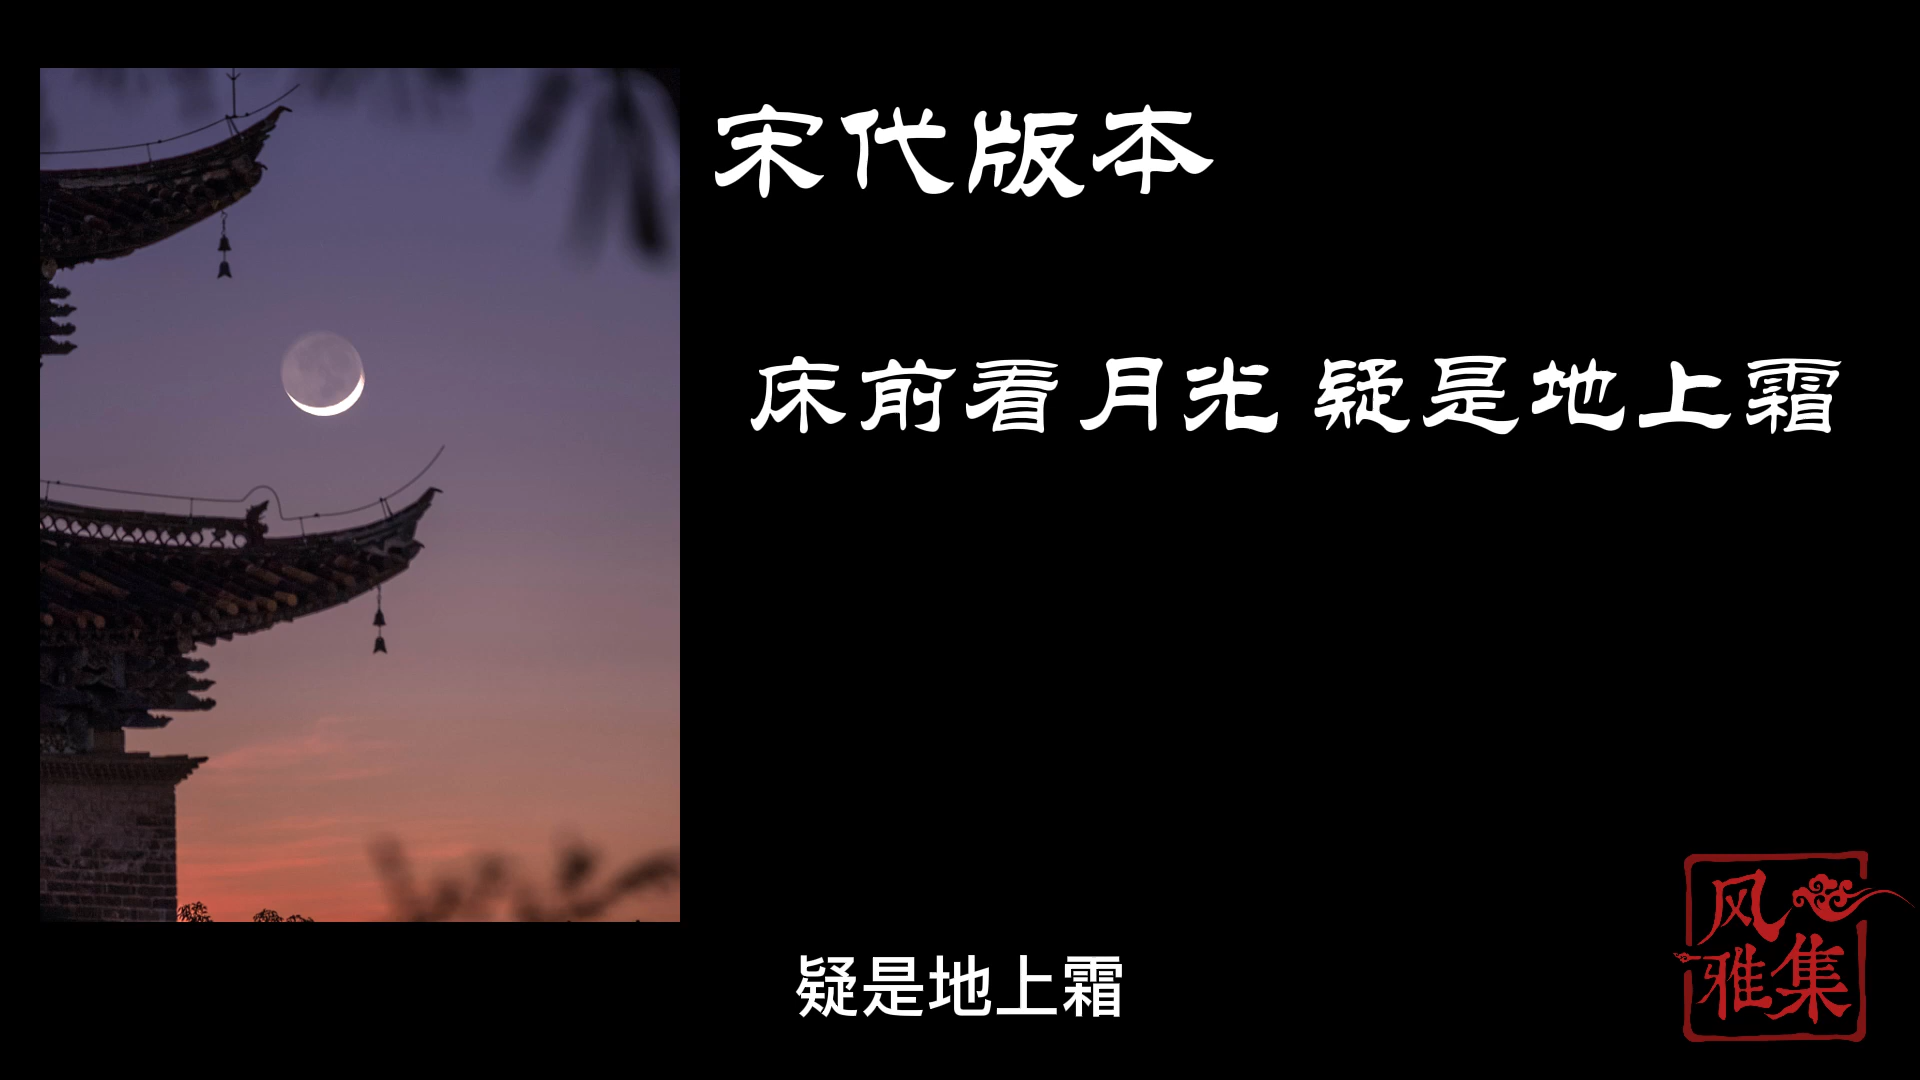 宋代版本
床前看月光 疑是地上霜
疑是地上霜
风
雅集